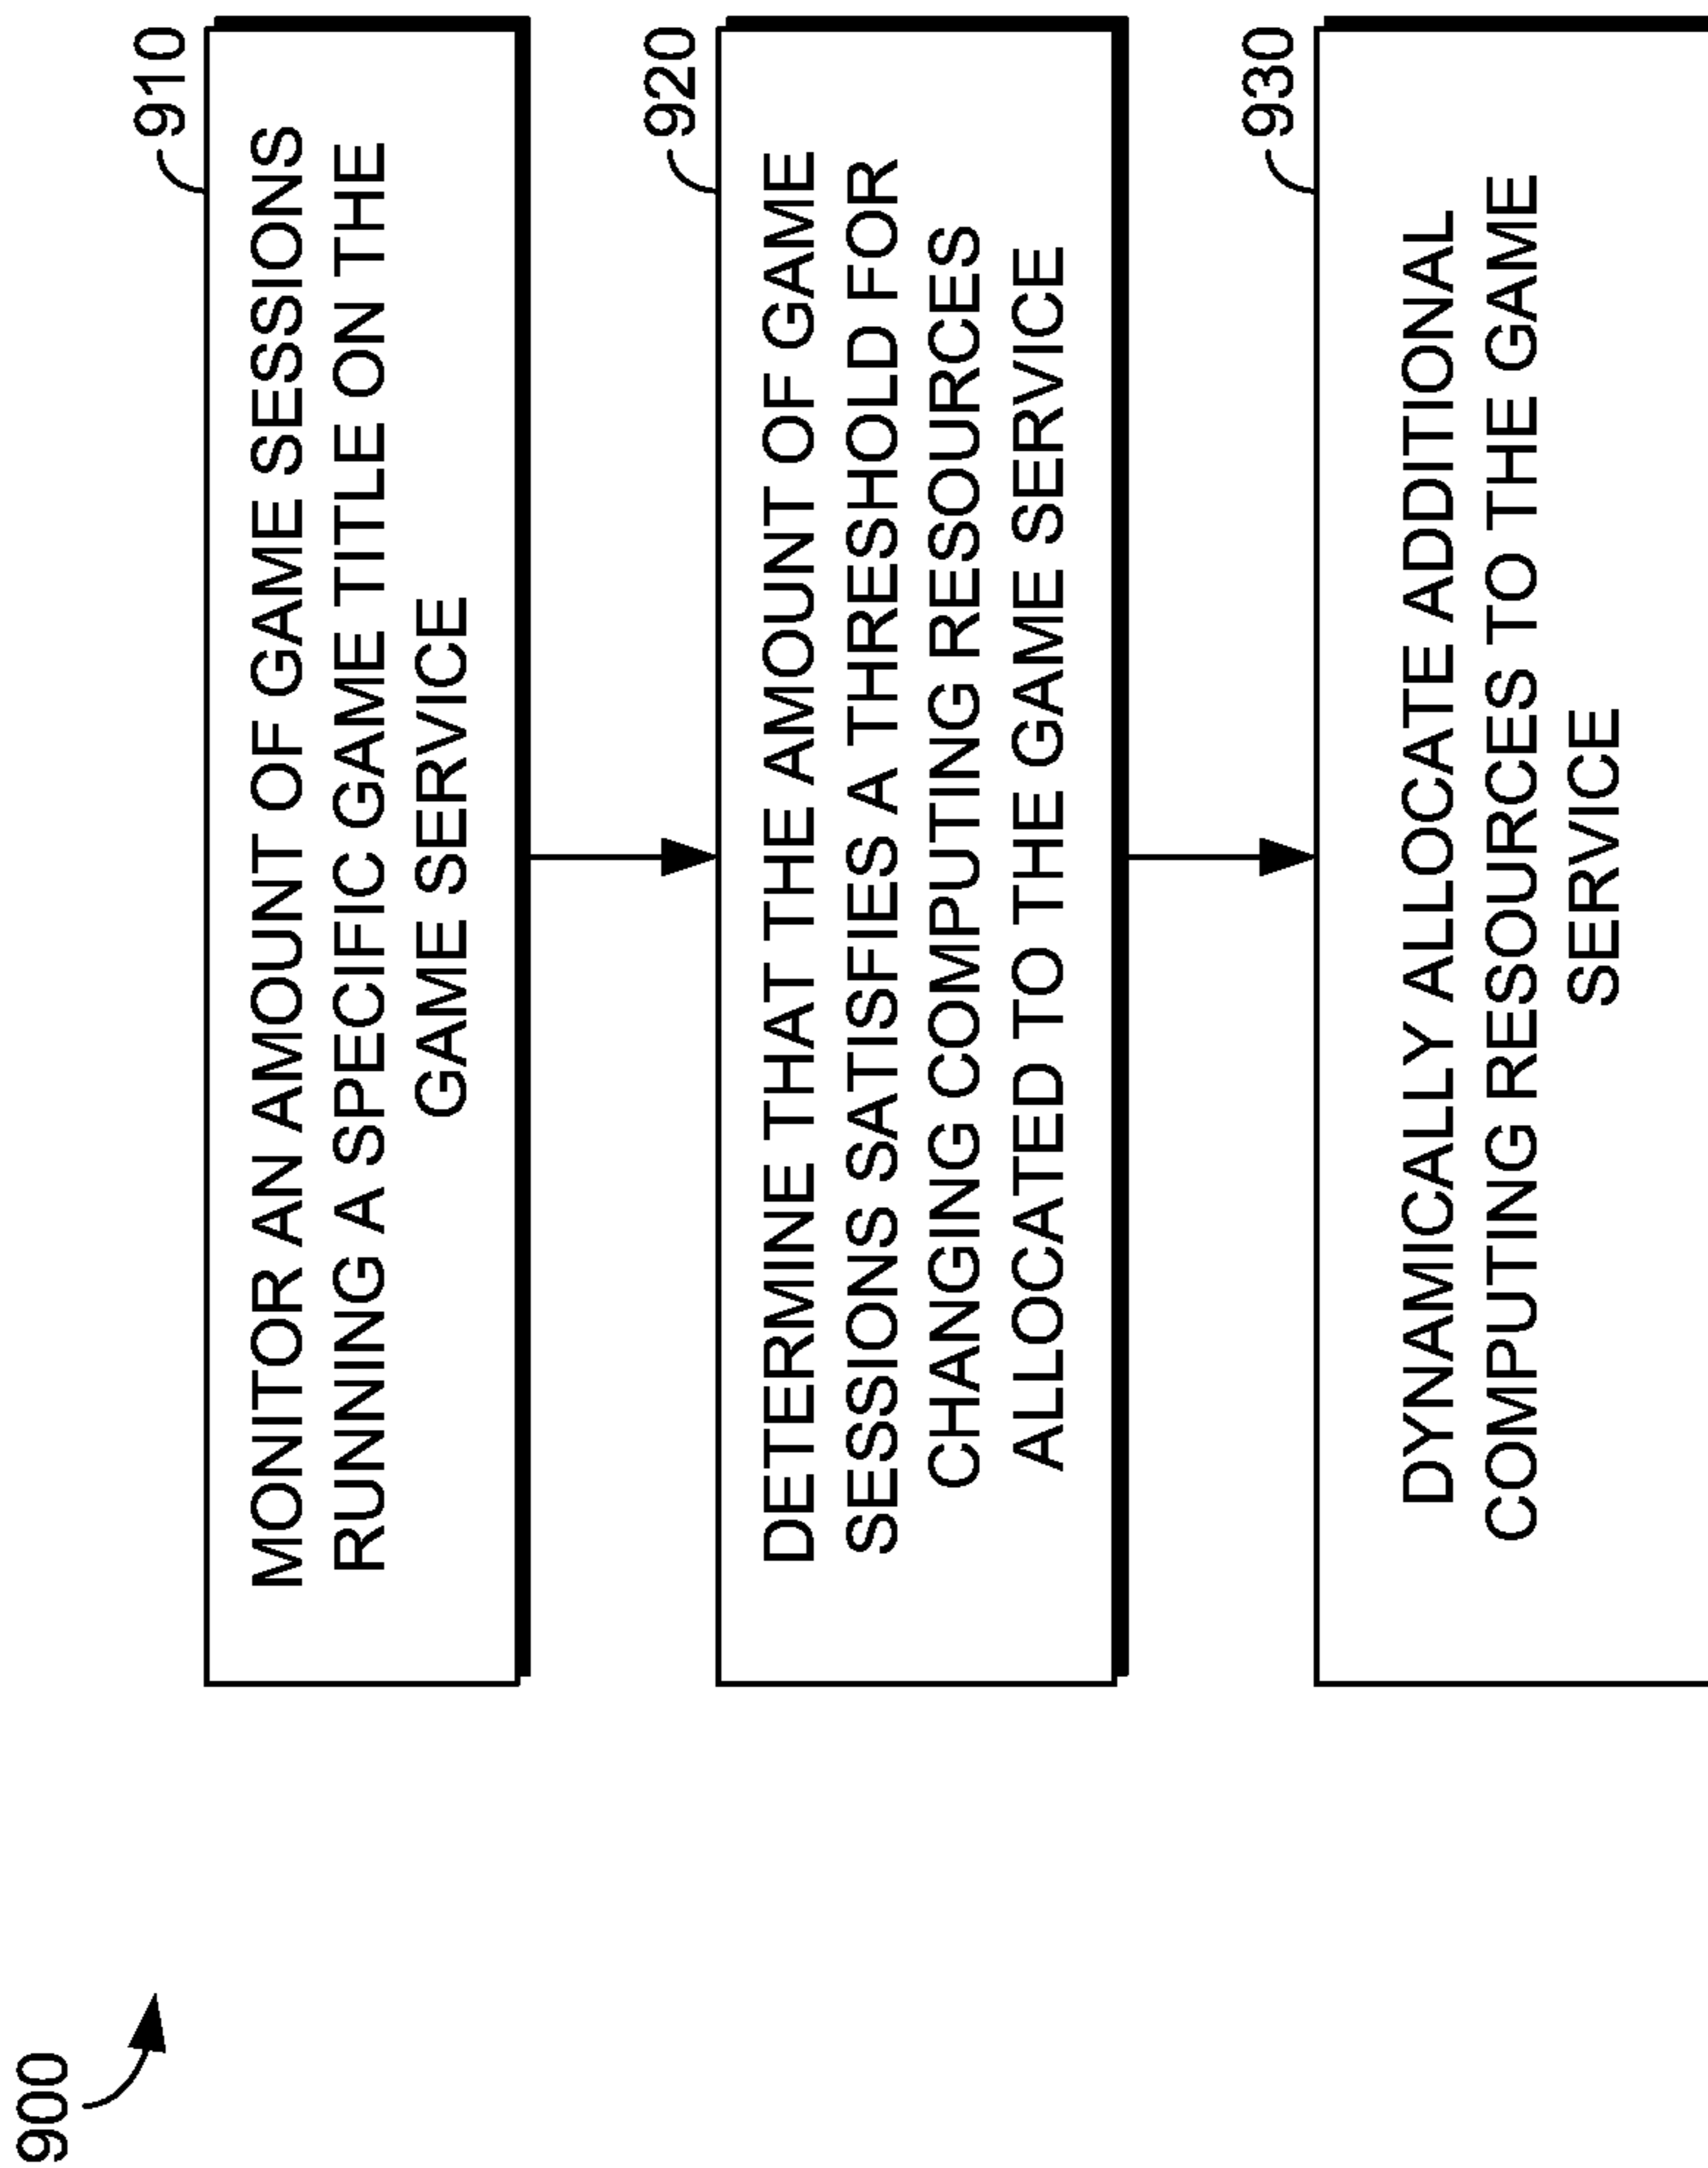 900
910
MONITOR AN AMOUNT OF GAME SESSIONS
RUNNING A SPECIFIC GAME TITLE ON THE
GAME SERVICE
920
DETERMINE THAT THE AMOUNT OF GAME
SESSIONS SATISFIES A THRESHOLD FOR
CHANGING COMPUTING RESOURCES
ALLOCATED TO THE GAME SERVICE
930
DYNAMICALLY ALLOCATE ADDITIONAL
COMPUTING RESOURCES TO THE GAME
SERVICE